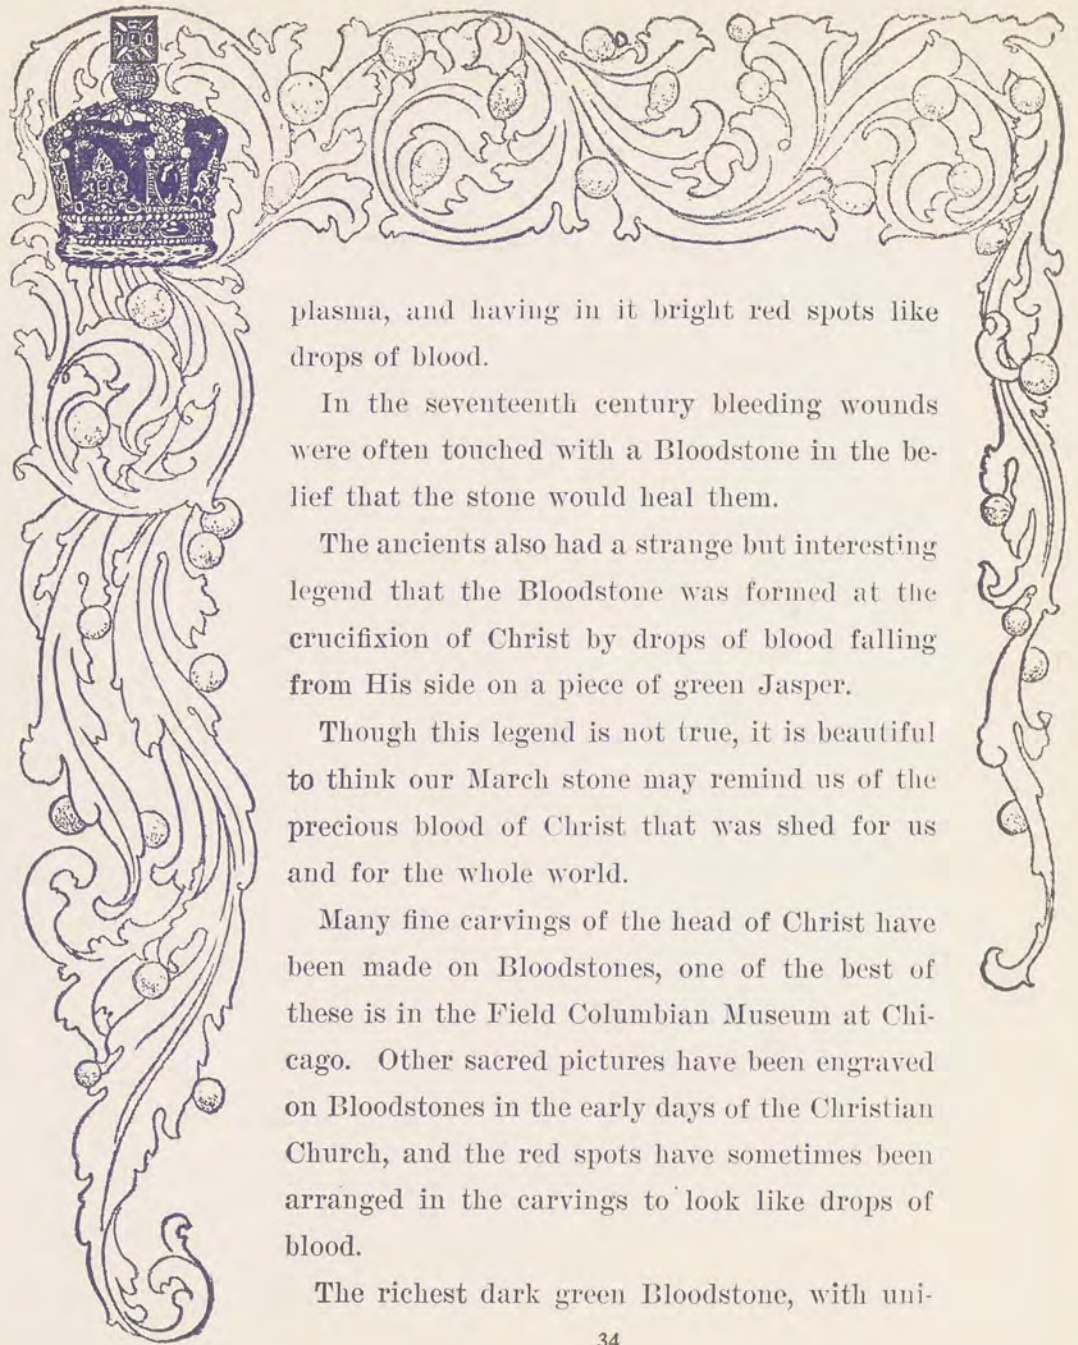 plasma, and having in it bright red spots like
drops of blood.
In the seventeenth century bleeding wounds
were often touched with a Bloodstone in the be-
lief that the stone would heal them.
The ancients also had a strange but interesting
legend that the Bloodstone was formed at the
crucifixion of Christ by drops of blood falling
from His side on a piece of green Jasper.
Though this legend is not true, it is beautiful
to think our March stone may remind us of the
precious blood of Christ that was shed for us
and for the whole world.
Many fine carvings of the head of Christ have
been made on Bloodstones, one of the best of
these is in the Field Columbian Museum at Chi-
cago. Other sacred pictures have been engraved
on Bloodstones in the early days of the Christian
Church, and the red spots have sometimes been
arranged in the carvings to look like drops of
blood.
The richest dark green Bloodstone, with uni-
34